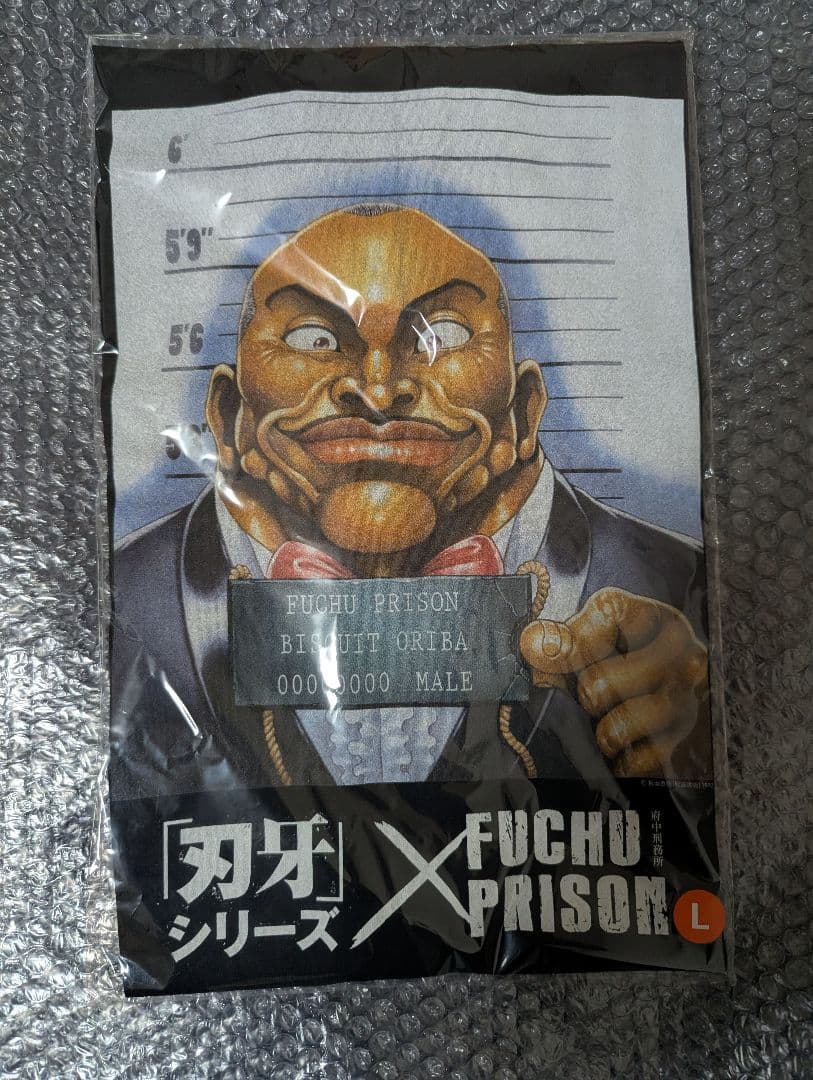 6'
5'9"
5'6
FUCHU PRISON
BISCUIT ORIBA
0000000 MALE
「刃牙」
シリーズ
×
FUCHU
PRISON
府中刑務所
L